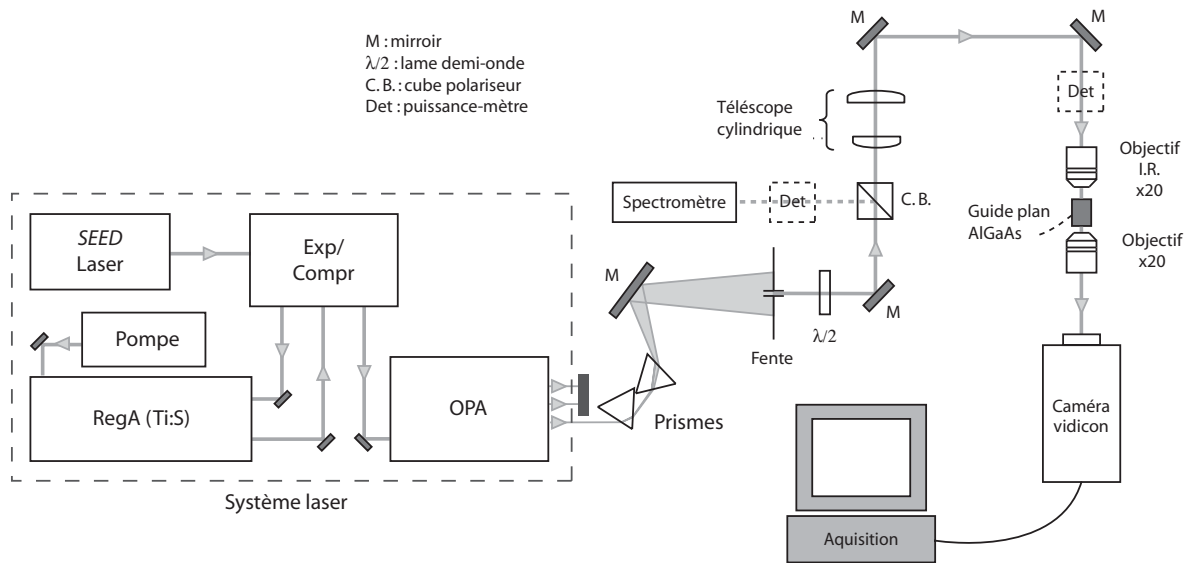 M : mirroir
λ/2 : lame demi-onde
C. B. : cube polariseur
Det : puissance-mètre
M
M
Téléscope
cylindrique
Det
Objectif
I.R.
x20
Spectromètre
Det
C. B.
Guide plan
AlGaAs
Objectif
x20
SEED
Laser
Exp/
Compr
M
M
λ/2
Fente
Pompe
RegA (Ti:S)
OPA
Prismes
Caméra
vidicon
Système laser
Aquisition